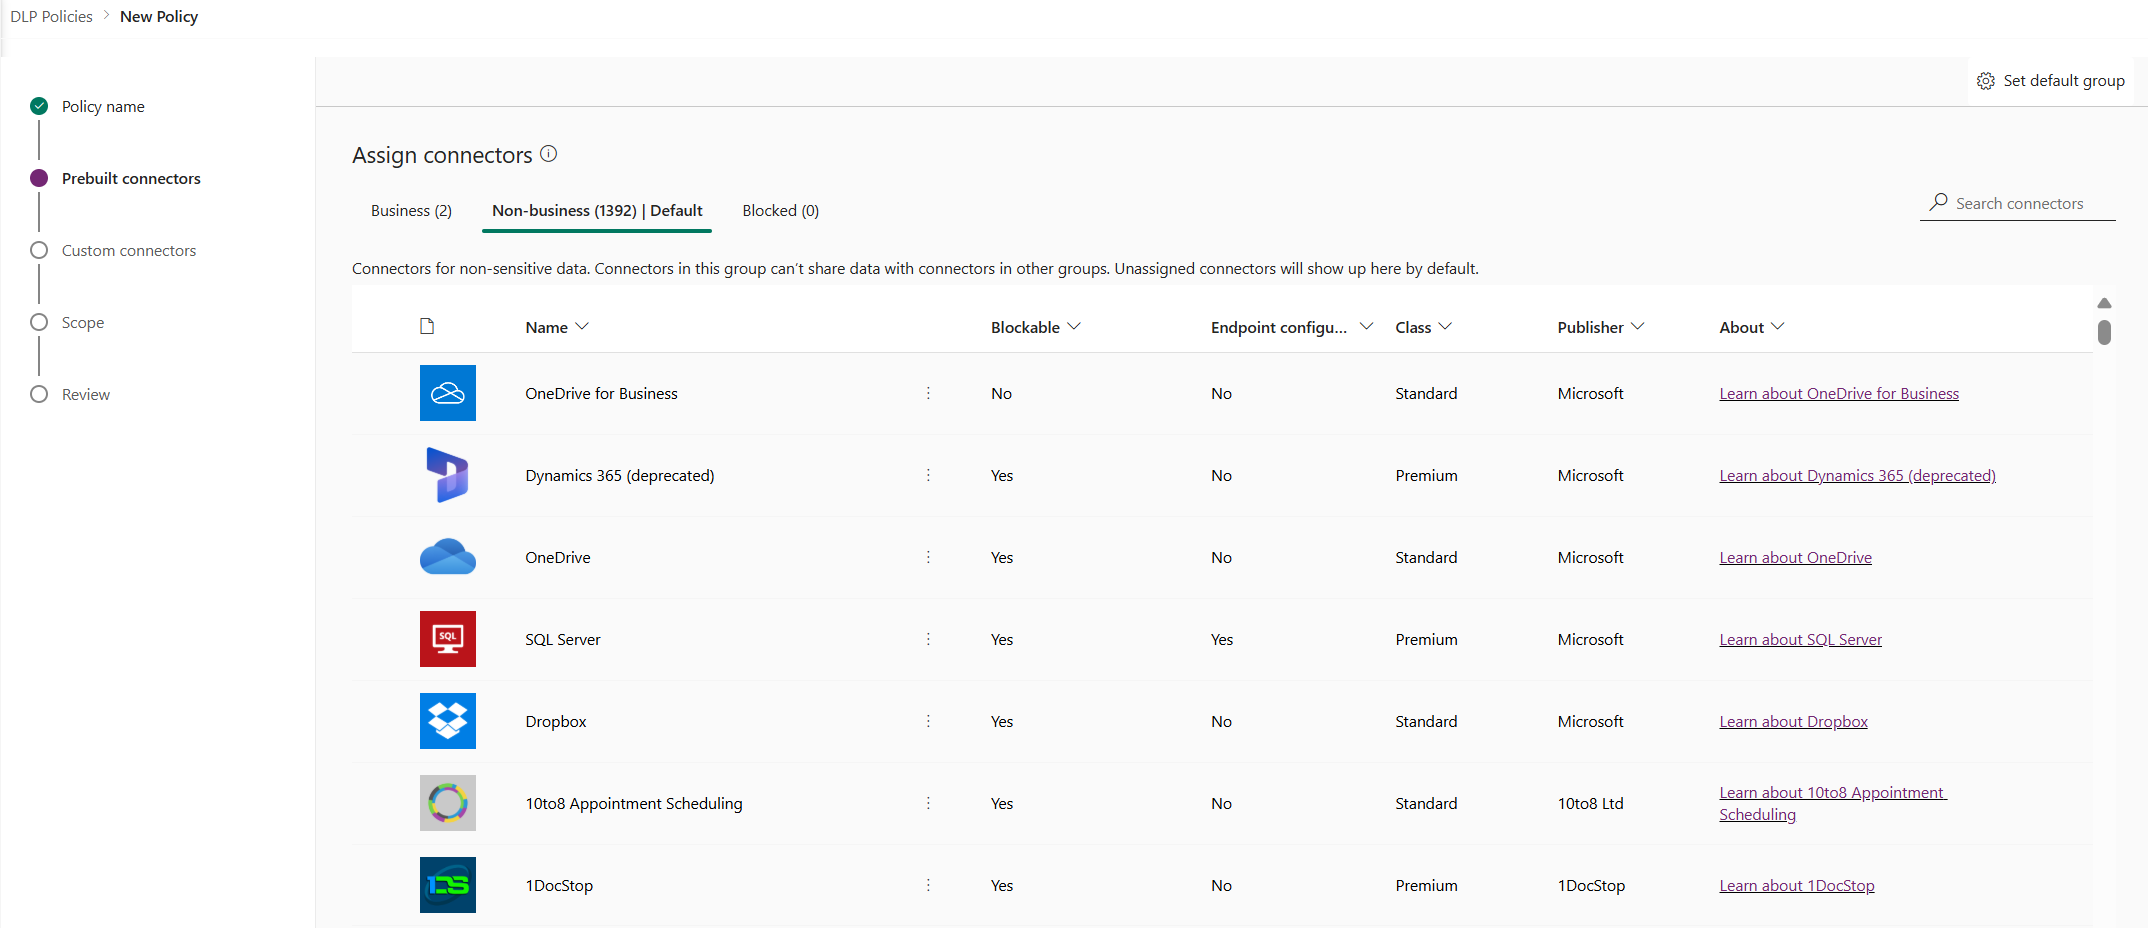 DLP Policies > New Policy
Set default group
Policy name
Prebuilt connectors
Custom connectors
Scope
Review
Assign connectors
Business (2) Non-business (1392) | Default Blocked (0)
Search connectors
Connectors for non-sensitive data. Connectors in this group can't share data with connectors in other groups. Unassigned connectors will show up here by default.
Name Blockable Endpoint configu... Class Publisher About
OneDrive for Business No No Standard Microsoft Learn about OneDrive for Business
Dynamics 365 (deprecated) Yes No Premium Microsoft Learn about Dynamics 365 (deprecated)
OneDrive Yes No Standard Microsoft Learn about OneDrive
SQL SQL Server Yes Yes Premium Microsoft Learn about SQL Server
Dropbox Yes No Standard Microsoft Learn about Dropbox
10to8 Appointment Scheduling Yes No Standard 10to8 Ltd Learn about 10to8 Appointment
Scheduling
1DS 1DocStop Yes No Premium 1DocStop Learn about 1DocStop